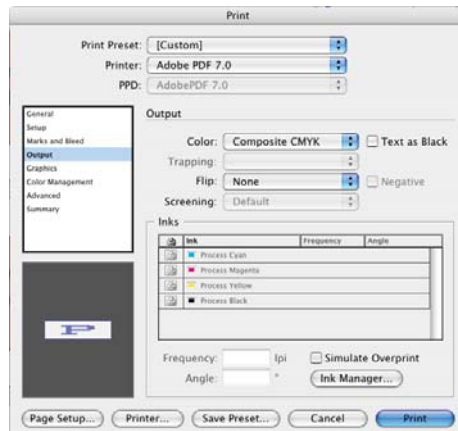 Print
Print Preset: [Custom]
Printer: Adobe PDF 7.0
PPD: AdobePDF 7.0
General
Setup
Marks and Bleed
Output
Graphics
Color Management
Advanced
Summary
Output
Color: Composite CMYK Text as Black
Trapping:
Flip: None Negative
Screening: Default
Inks
Ink Frequency Angle
Process Cyan
Process Magenta
Process Yellow
Process Black
Frequency: lpi Simulate Overprint
Angle: ° Ink Manager...
P
Page Setup... Printer... Save Preset... Cancel Print